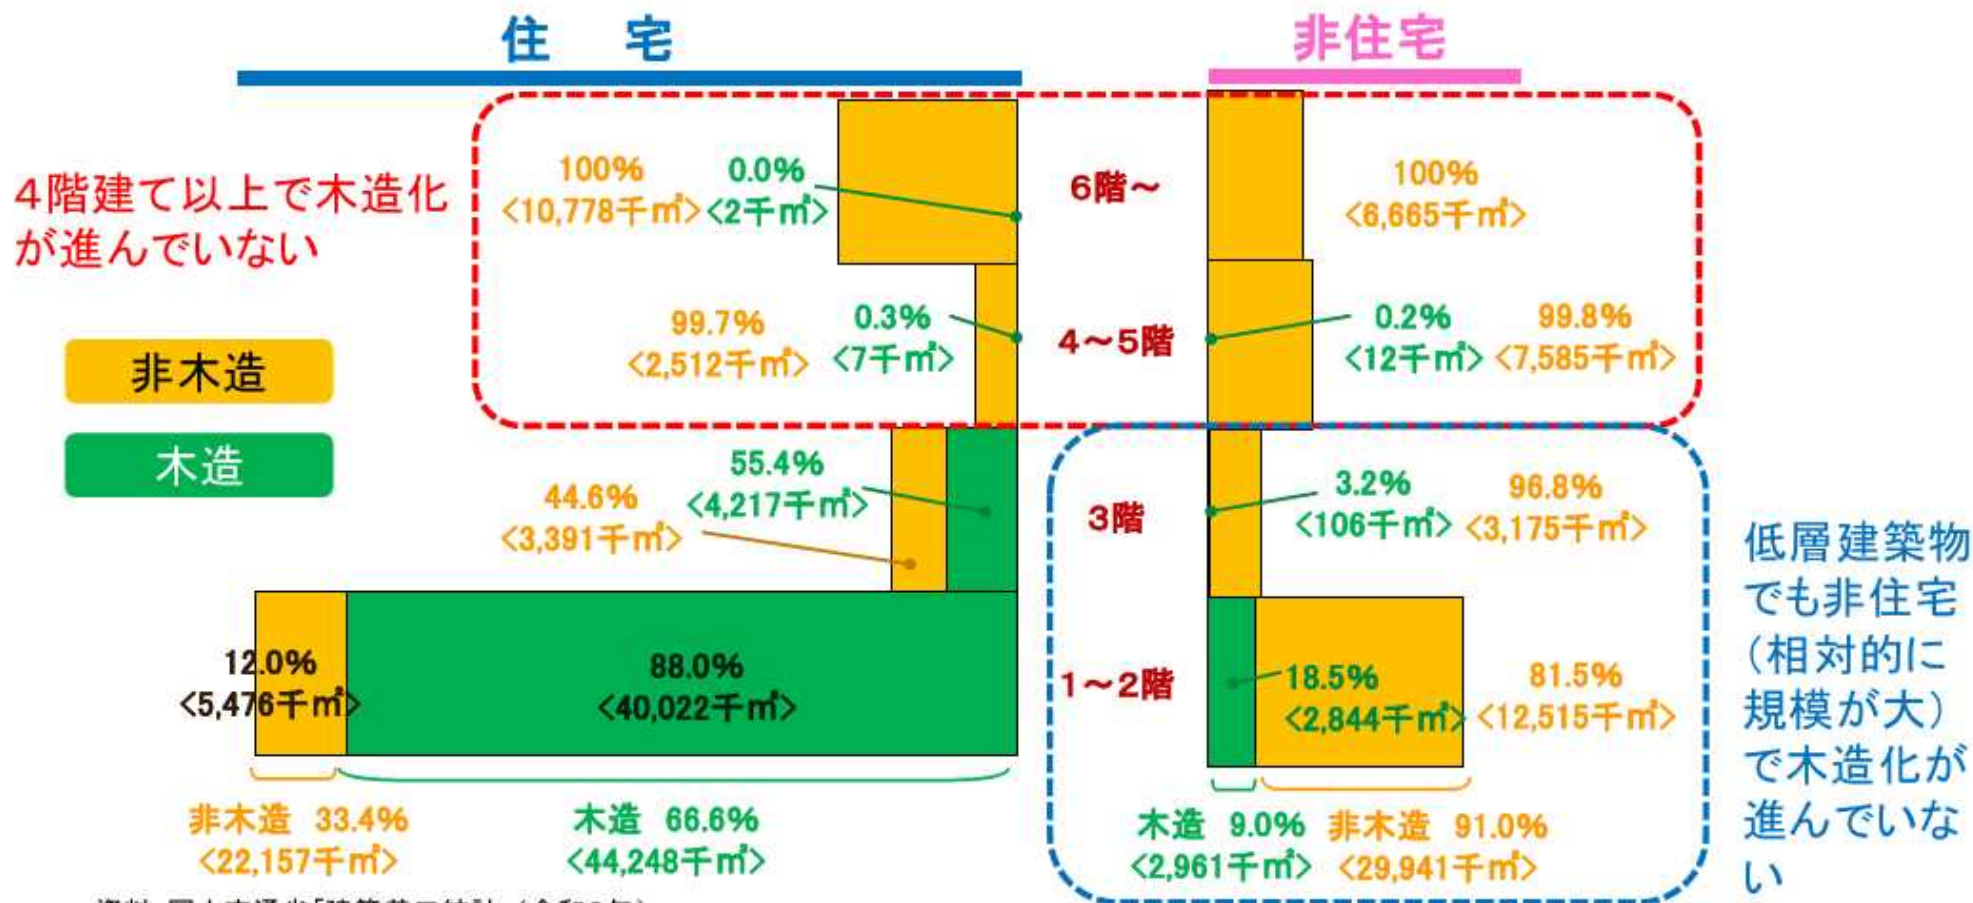 住 宅
非住宅
4階建て以上で木造化
が進んでいない
非木造
木造
100%
<10,778千㎡>
0.0%
<2千㎡>
6階～
100%
<6,665千㎡>
99.7%
<2,512千㎡>
0.3%
<7千㎡>
4～5階
0.2%
<12千㎡>
99.8%
<7,585千㎡>
44.6%
<3,391千㎡>
55.4%
<4,217千㎡>
3階
3.2%
<106千㎡>
96.8%
<3,175千㎡>
12.0%
<5,476千㎡>
88.0%
<40,022千㎡>
1～2階
18.5%
<2,844千㎡>
81.5%
<12,515千㎡>
非木造 33.4%
<22,157千㎡>
木造 66.6%
<44,248千㎡>
木造 9.0%
<2,961千㎡>
非木造 91.0%
<29,941千㎡>
低層建築物
でも非住宅
（相対的に
規模が大）
で木造化が
進んでいな
い